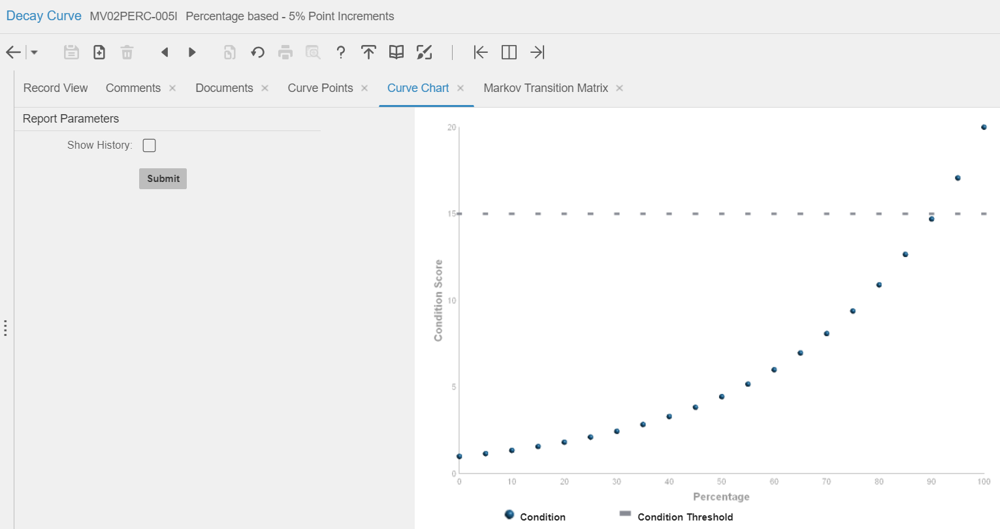 Decay Curve MV02PERC-005I Percentage based - 5% Point Increments
Record View Comments × Documents × Curve Points × Curve Chart × Markov Transition Matrix ×
Report Parameters
Show History:
Submit
20
15
10
5
0
Condition Score
0 10 20 30 40 50 60 70 80 90 100
Percentage
Condition Condition Threshold